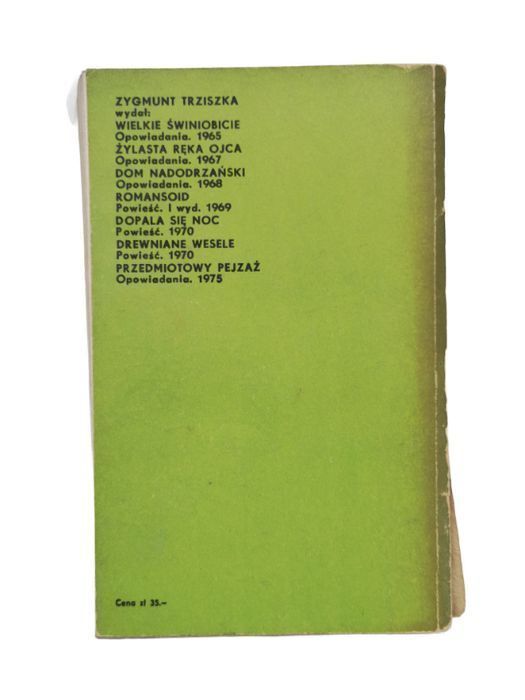 ZYGMUNT TRZISZKA
wydał:
WIELKIE ŚWINIOBICIE
Opowiadania. 1965
ŻYLASTA RĘKA OJCA
Opowiadania. 1967
DOM NADODRZAŃSKI
Opowiadania. 1968
ROMANSOID
Powieść. I wyd. 1969
DOPALA SIĘ NOC
Powieść. 1970
DREWNIANE WESELE
Powieść. 1970
PRZEDMIOTOWY PEJZAŻ
Opowiadania. 1975
Cena zł 35.—